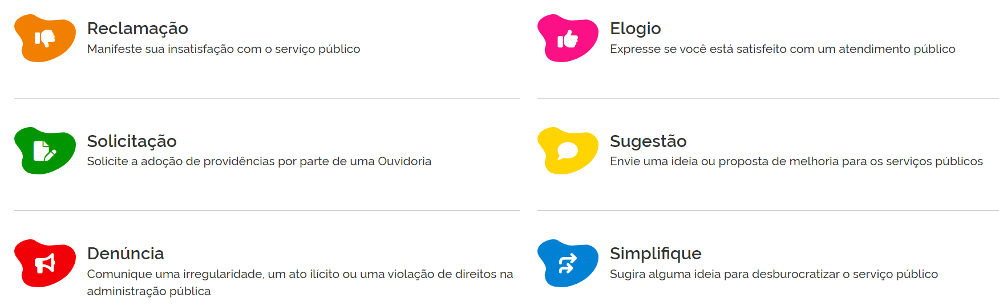 Reclamação
Manifeste sua insatisfação com o serviço público
Elogio
Expresse se você está satisfeito com um atendimento público
Solicitação
Solicite a adoção de providências por parte de uma Ouvidoria
Sugestão
Envie uma ideia ou proposta de melhoria para os serviços públicos
Denúncia
Comunique uma irregularidade, um ato ilícito ou uma violação de direitos na
administração pública
Simplifique
Sugira alguma ideia para desburocratizar o serviço público